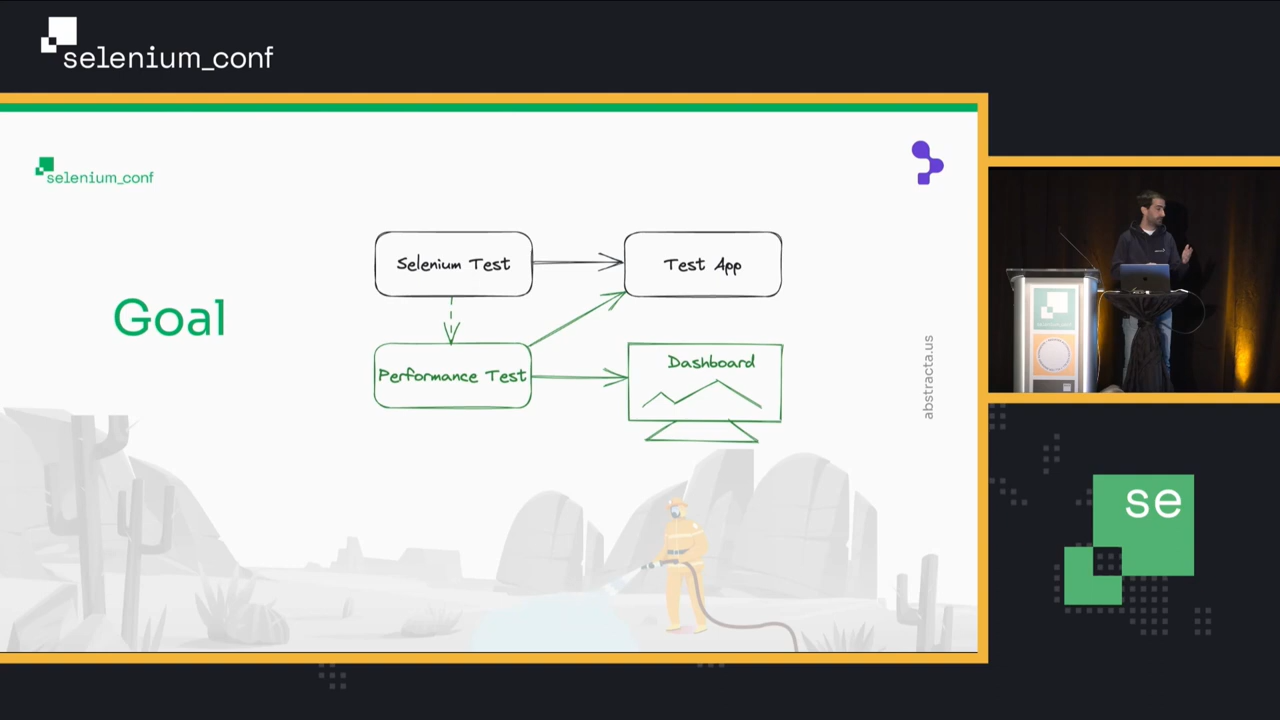 selenium_conf
selenium_conf
Goal
Selenium Test
Test App
Performance Test
Dashboard
abstracta.us
se